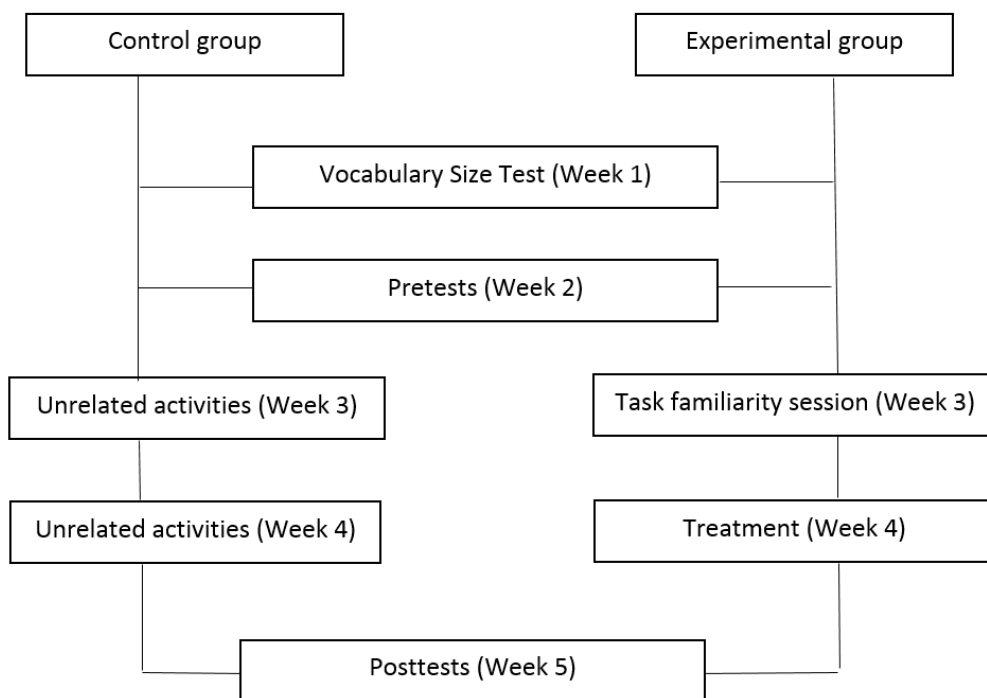 Control group
Experimental group
Vocabulary Size Test (Week 1)
Pretests (Week 2)
Unrelated activities (Week 3)
Task familiarity session (Week 3)
Unrelated activities (Week 4)
Treatment (Week 4)
Posttests (Week 5)